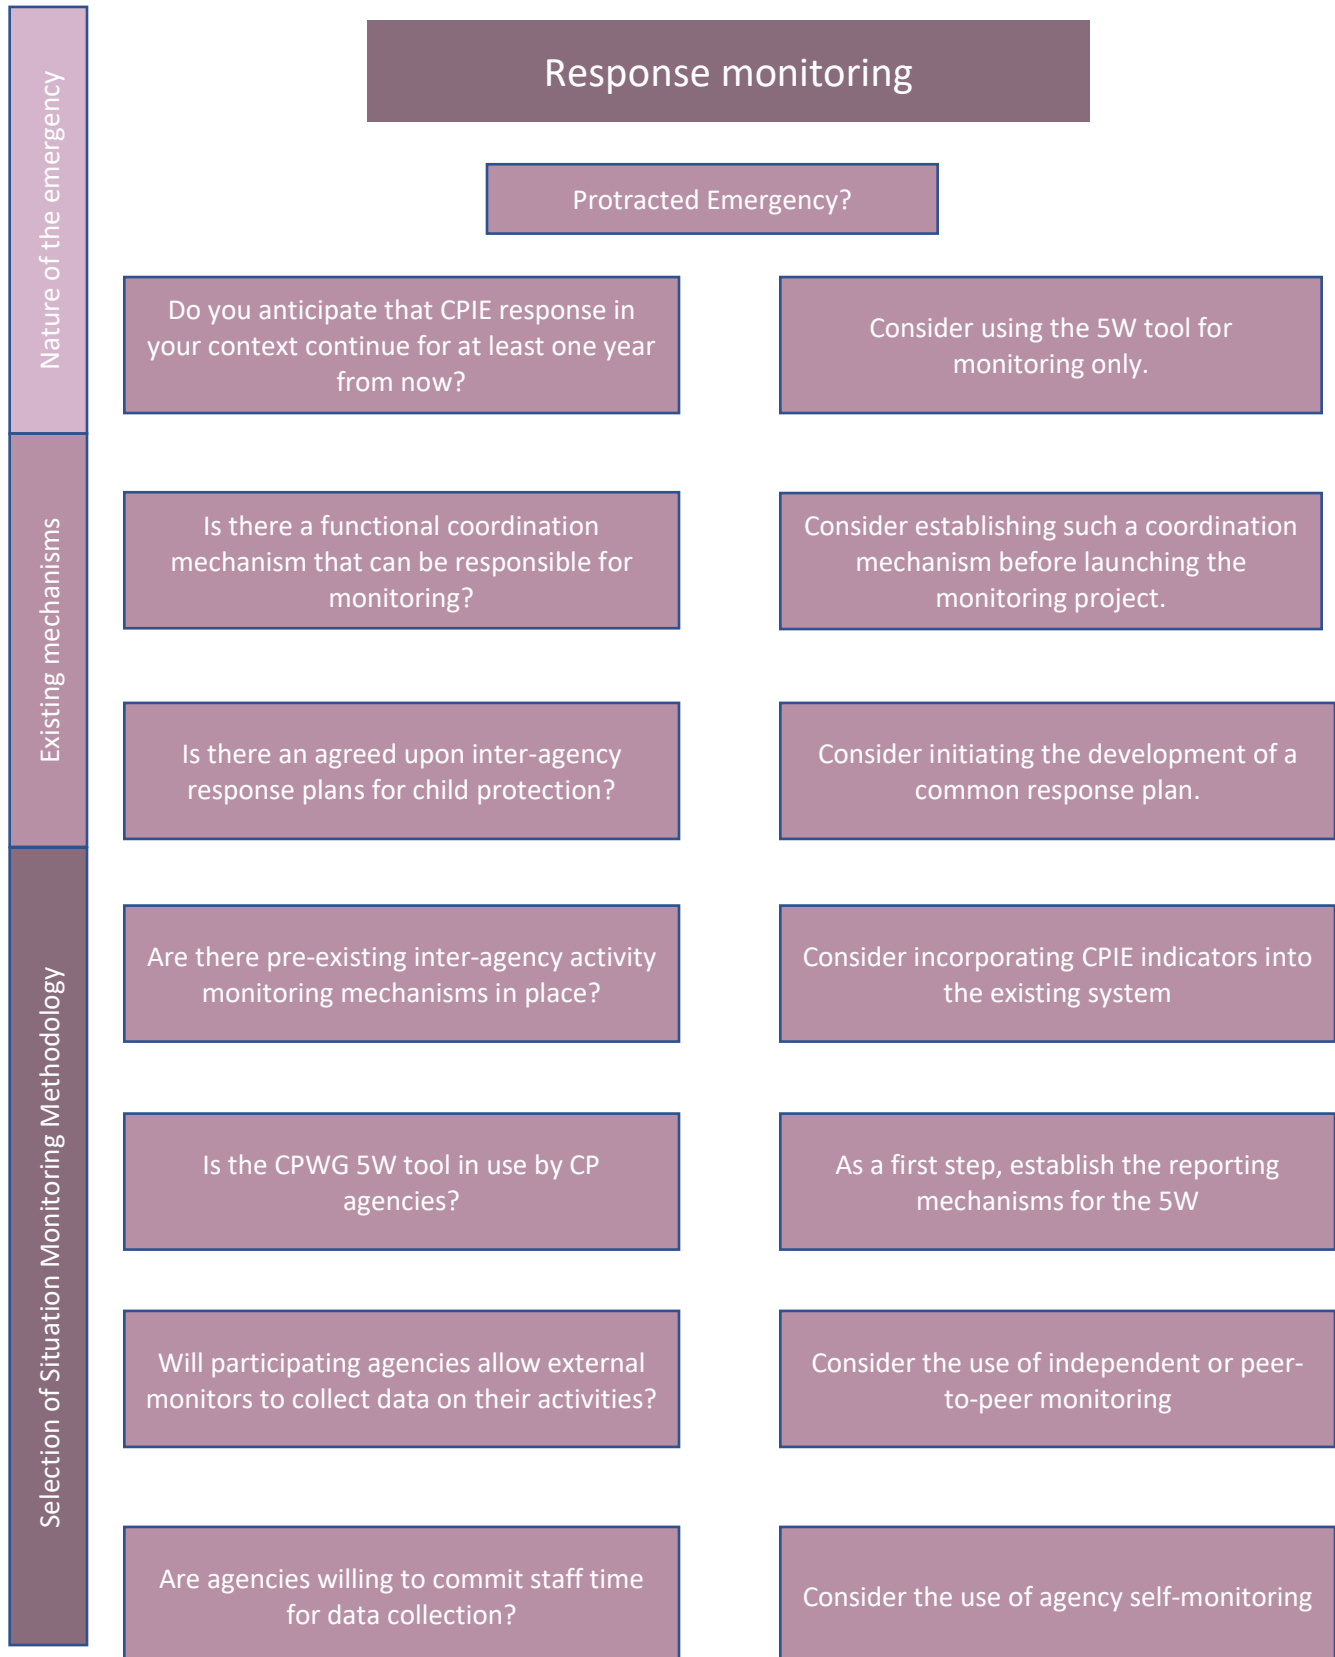 Response monitoring
Nature of the emergency
Protracted Emergency?
Do you anticipate that CPIE response in
your context continue for at least one year
from now?
Consider using the 5W tool for
monitoring only.
Existing mechanisms
Is there a functional coordination
mechanism that can be responsible for
monitoring?
Consider establishing such a coordination
mechanism before launching the
monitoring project.
Is there an agreed upon inter-agency
response plans for child protection?
Consider initiating the development of a
common response plan.
Selection of Situation Monitoring Methodology
Are there pre-existing inter-agency activity
monitoring mechanisms in place?
Consider incorporating CPIE indicators into
the existing system
Is the CPWG 5W tool in use by CP
agencies?
As a first step, establish the reporting
mechanisms for the 5W
Will participating agencies allow external
monitors to collect data on their activities?
Consider the use of independent or peer-
to-peer monitoring
Are agencies willing to commit staff time
for data collection?
Consider the use of agency self-monitoring